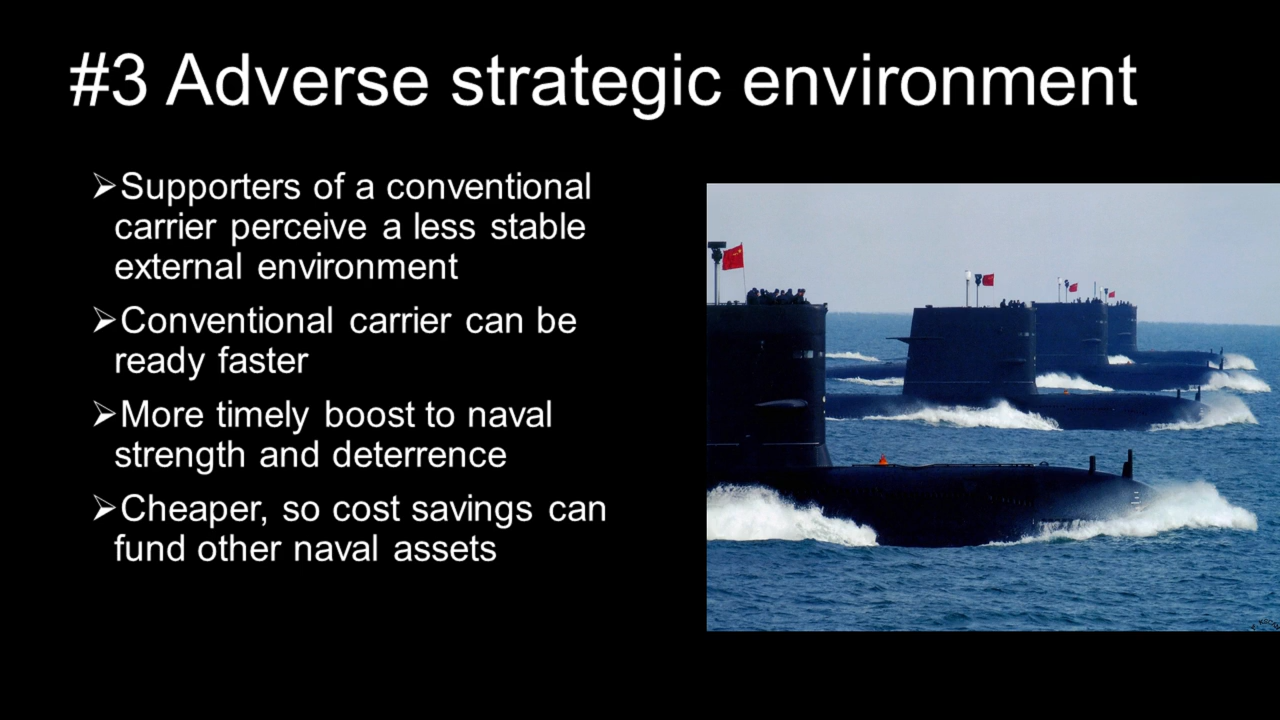 #3 Adverse strategic environment
➢Supporters of a conventional
carrier perceive a less stable
external environment
➢Conventional carrier can be
ready faster
➢More timely boost to naval
strength and deterrence
➢Cheaper, so cost savings can
fund other naval assets